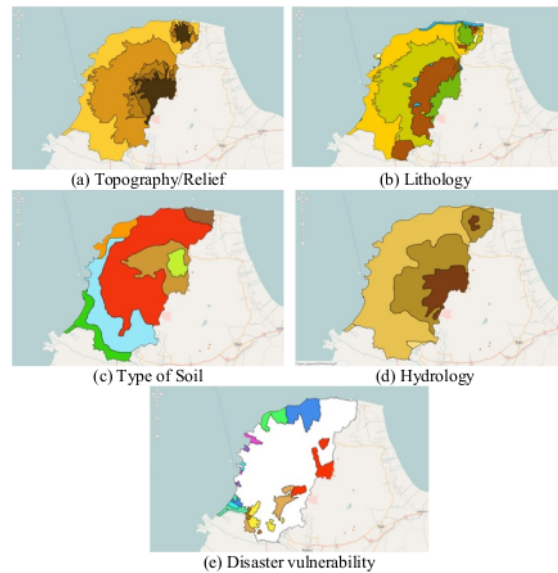 (a) Topography/Relief
(b) Lithology
(c) Type of Soil
(d) Hydrology
(e) Disaster vulnerability